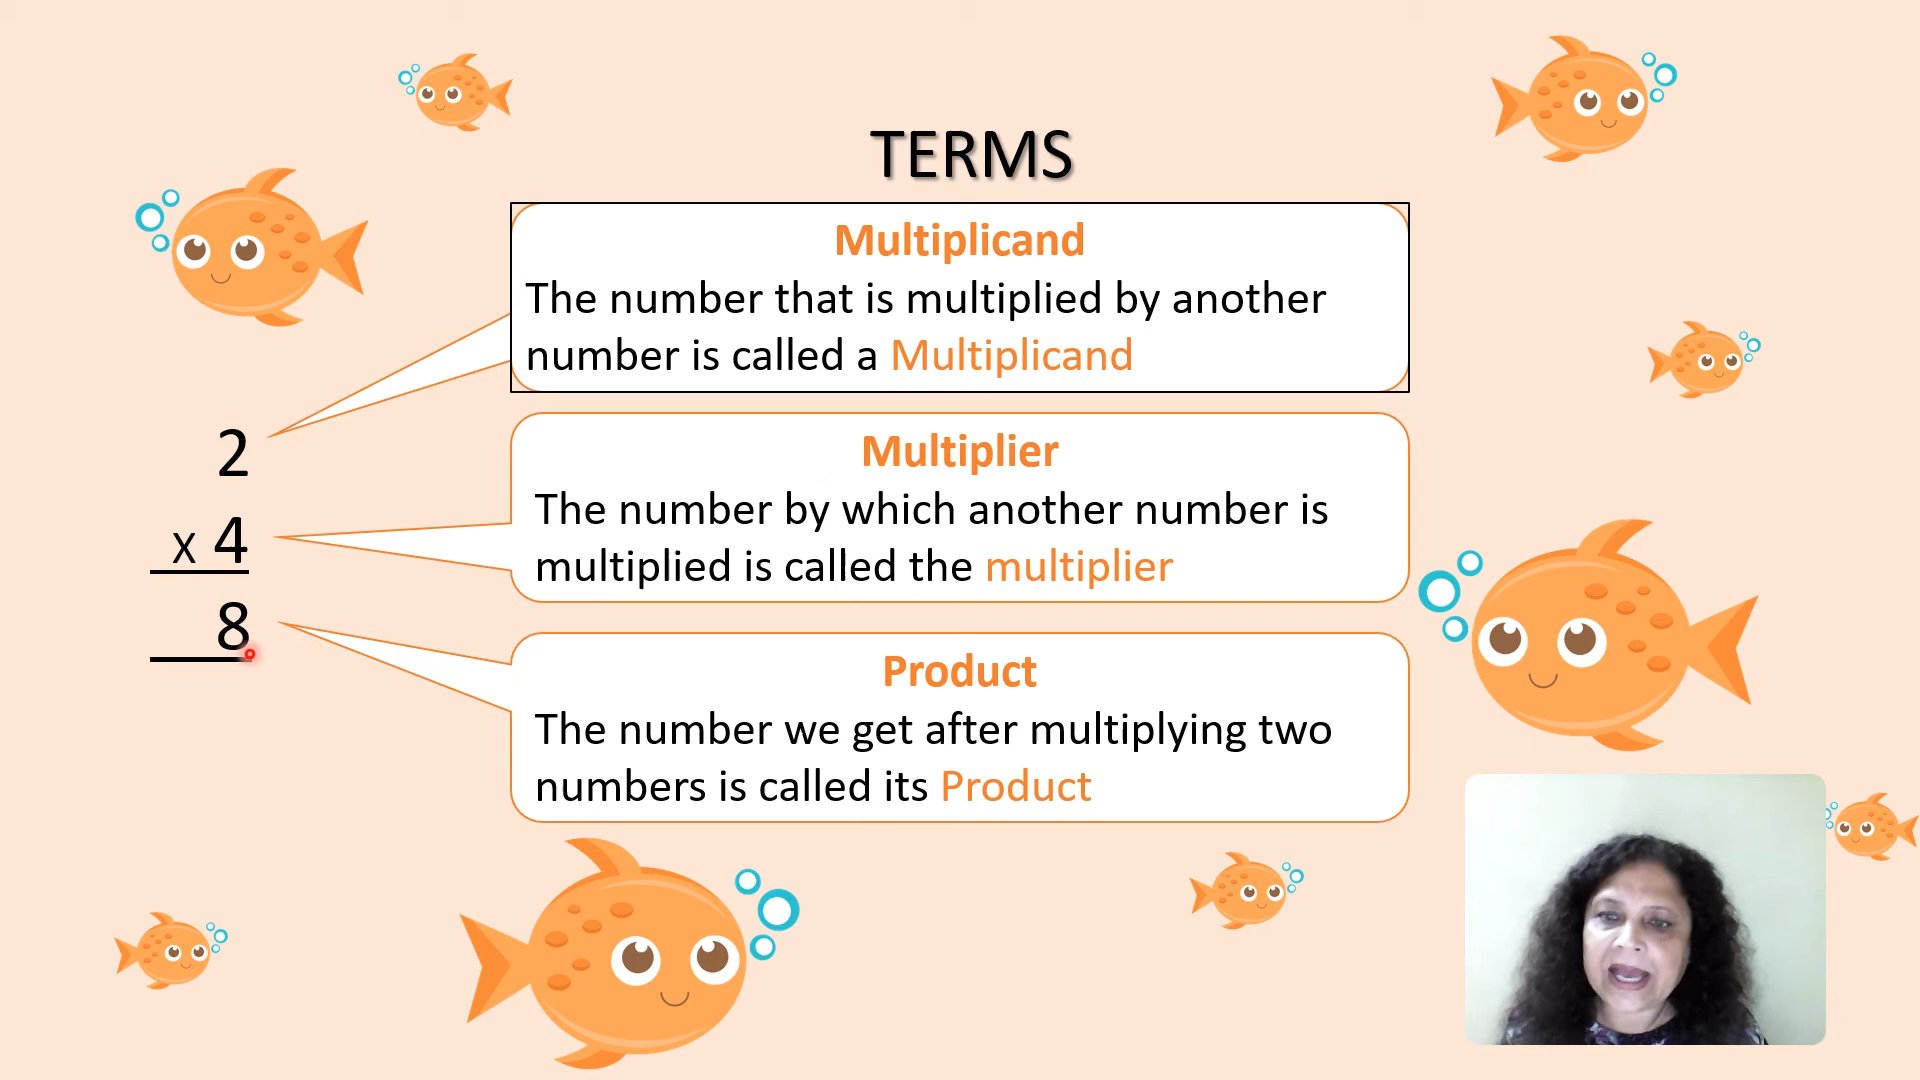 TERMS
Multiplicand
The number that is multiplied by another
number is called a Multiplicand
2
x 4
8
Multiplier
The number by which another number is
multiplied is called the multiplier
Product
The number we get after multiplying two
numbers is called its Product